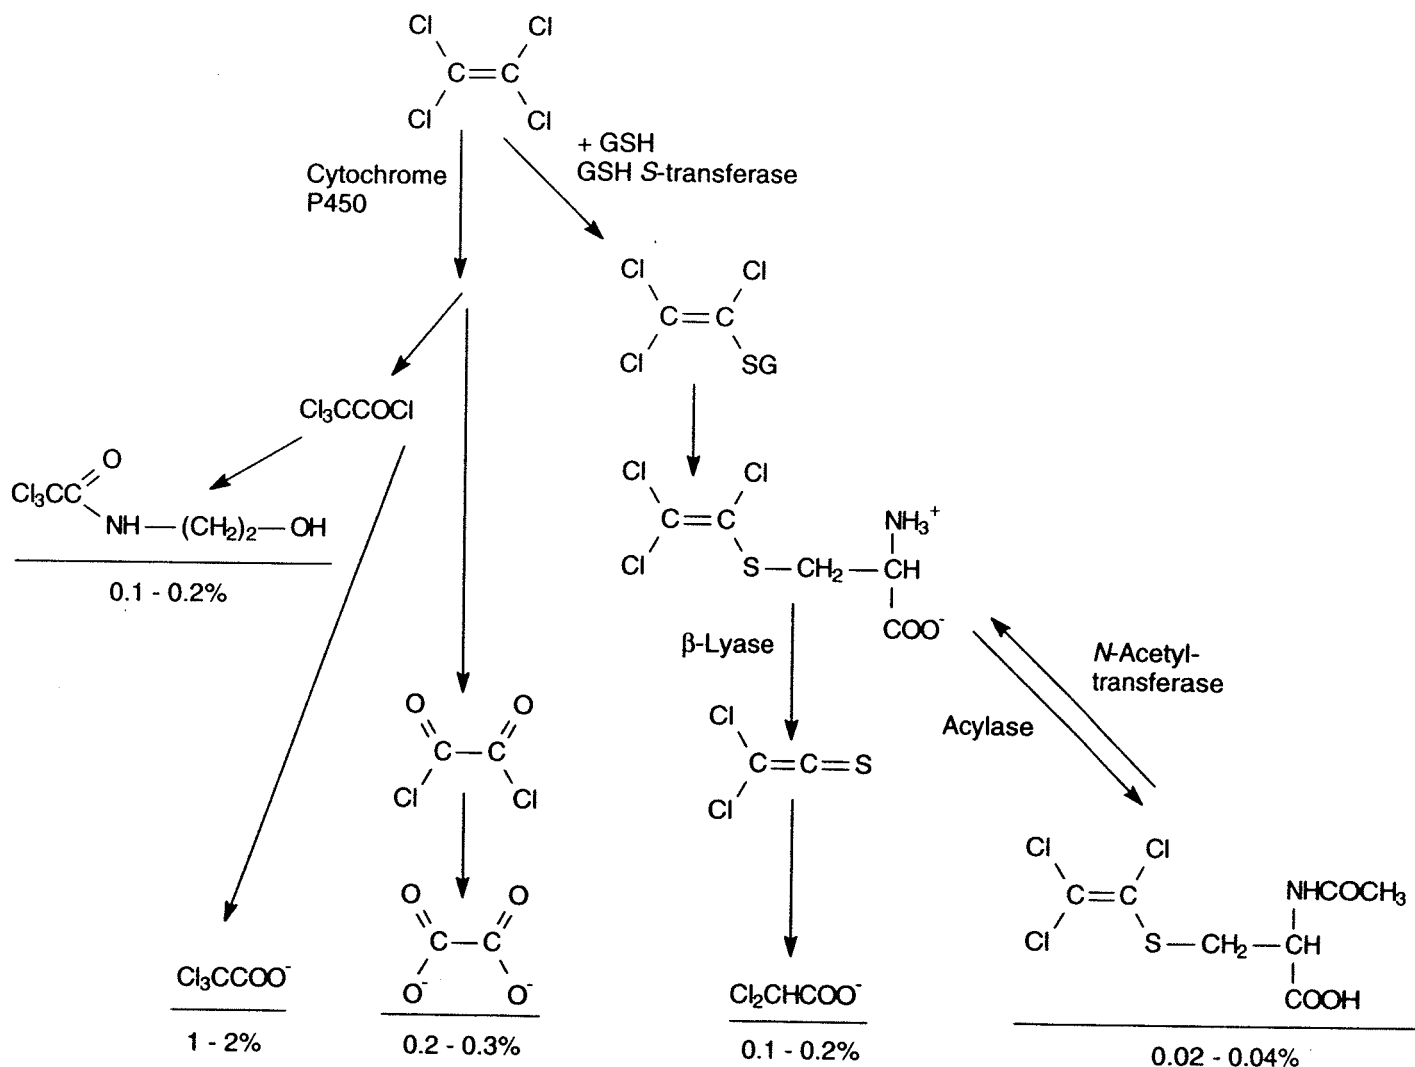 Cl Cl
C=C
Cl Cl
+ GSH
GSH S-transferase
Cytochrome
P450
Cl Cl
C=C
Cl SG
Cl₃CCOCl
O
Cl₃CC
NH—(CH₂)₂—OH
0.1 - 0.2%
Cl Cl
C=C
Cl S—CH₂—CH
NH₃⁺
COO⁻
β-Lyase
N-Acetyl-
transferase
Acylase
O O
C—C
Cl Cl
Cl
C=C=S
Cl
O O
C—C
O⁻ O⁻
Cl₃CCOO⁻
1 - 2%
0.2 - 0.3%
Cl₂CHCOO⁻
0.1 - 0.2%
Cl Cl
C=C
NHCOCH₃
Cl S—CH₂—CH
COOH
0.02 - 0.04%